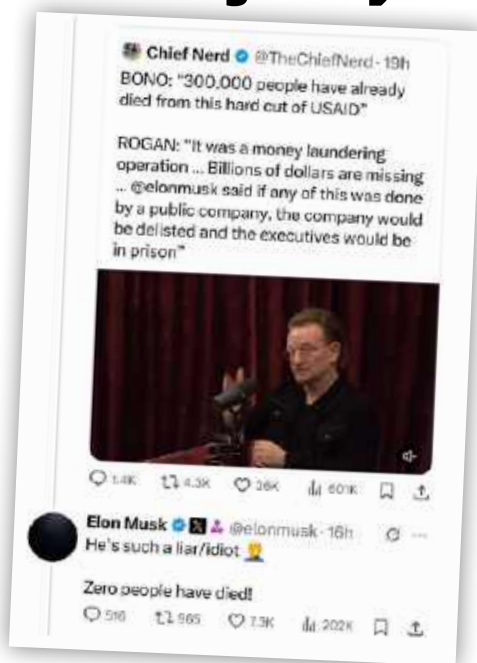 Chief Nerd @TheChiefNerd · 19h
BONO: "300,000 people have already
died from this hard cut of USAID"
ROGAN: "It was a money laundering
operation ... Billions of dollars are missing
... @elonmusk said if any of this was done
by a public company, the company would
be delisted and the executives would be
in prison"
1.4K 4.3K 36K 601K
Elon Musk @elonmusk · 16h
He's such a liar/idiot 🤦
Zero people have died!
516 565 7.3K 202K